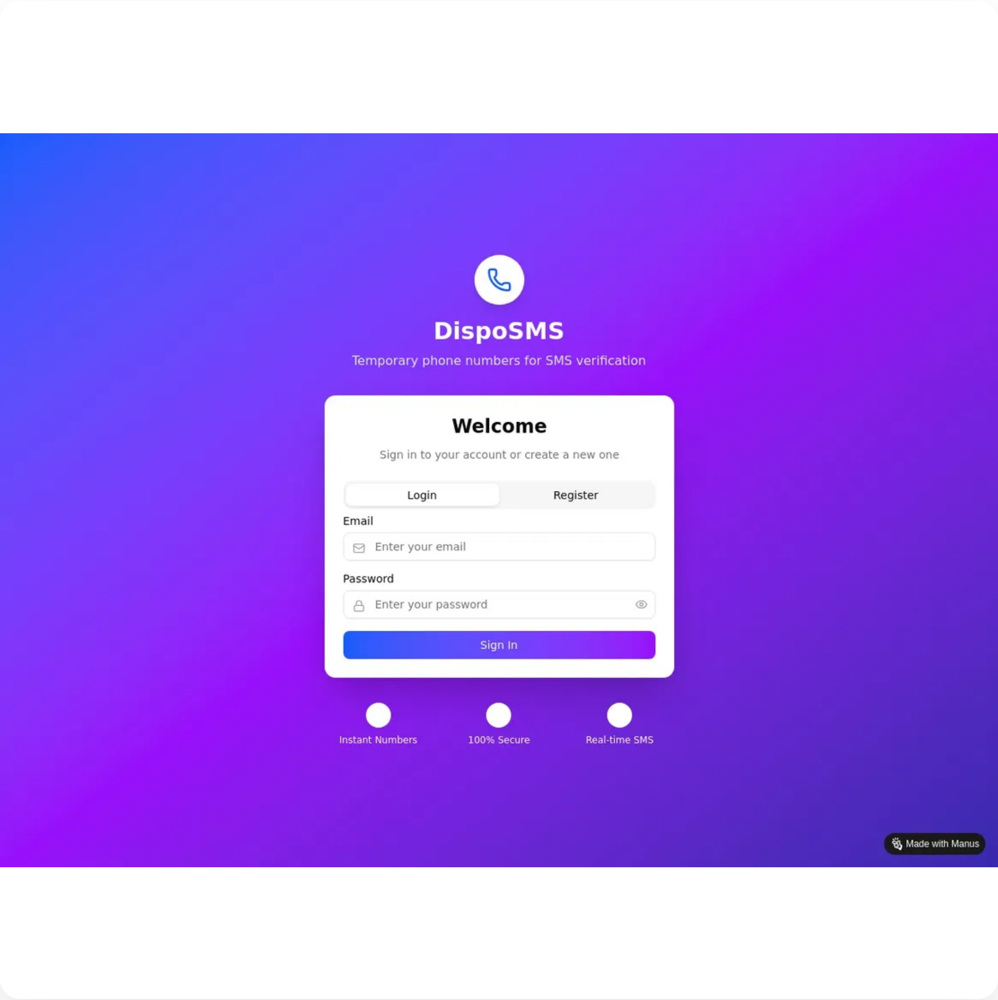 DispoSMS
Temporary phone numbers for SMS verification
Welcome
Sign in to your account or create a new one
Login Register
Email
Enter your email
Password
Enter your password
Sign In
Instant Numbers 100% Secure Real-time SMS
Made with Manus